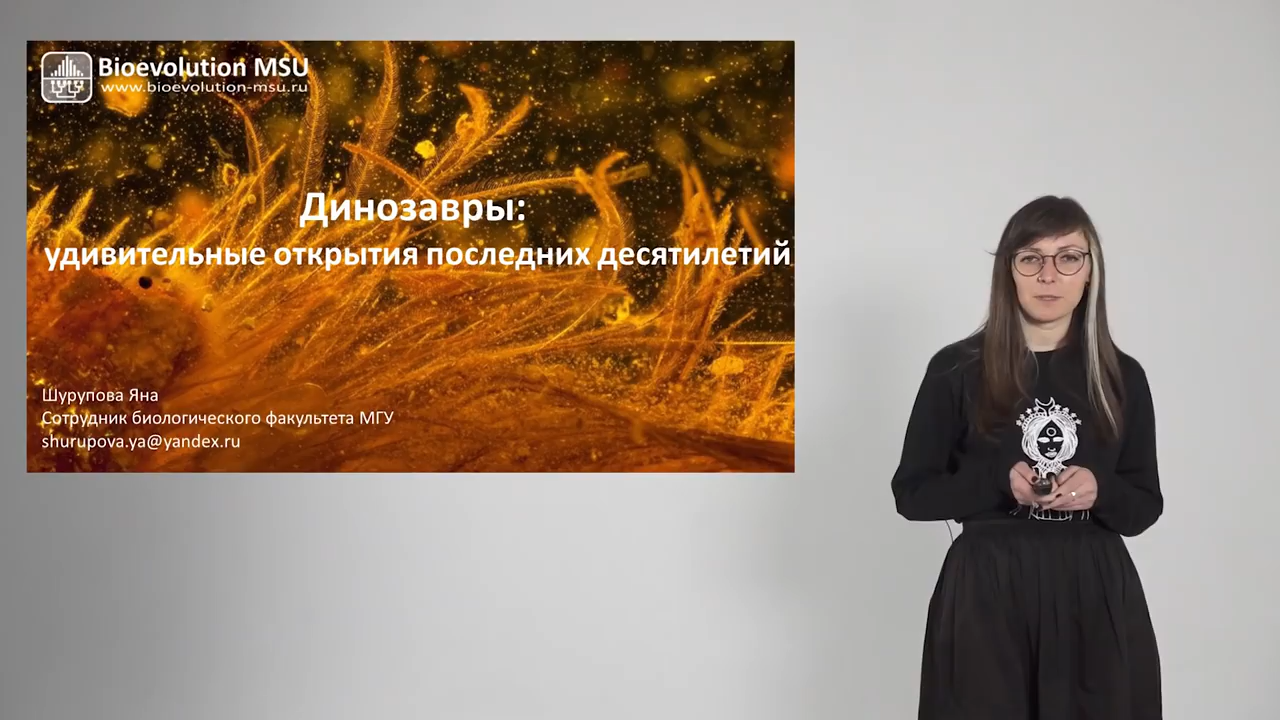 Bioevolution MSU
www.bioevolution-msu.ru
Динозавры:
удивительные открытия последних десятилетий
Шурупова Яна
Сотрудник биологического факультета МГУ
shurupova.ya@yandex.ru